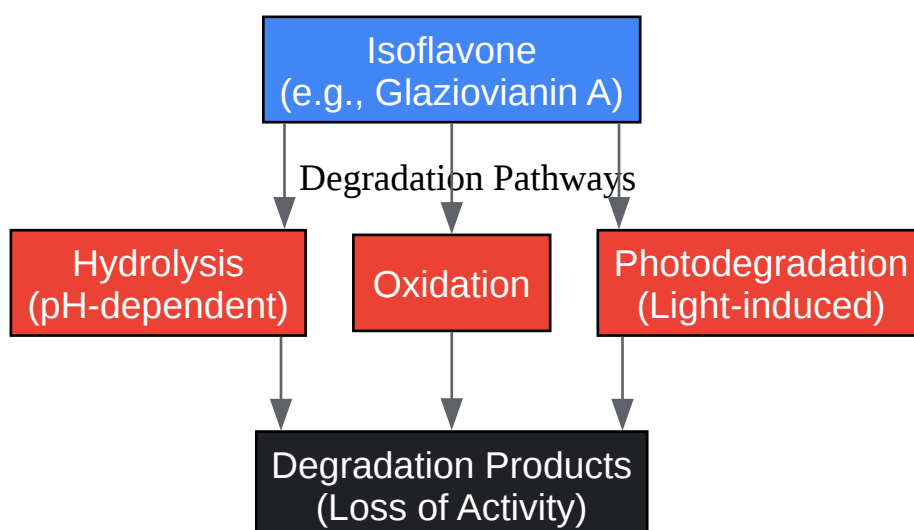 Isoflavone
(e.g., Glaziovianin A)
Degradation Pathways
Hydrolysis
(pH-dependent)
Oxidation
Photodegradation
(Light-induced)
Degradation Products
(Loss of Activity)